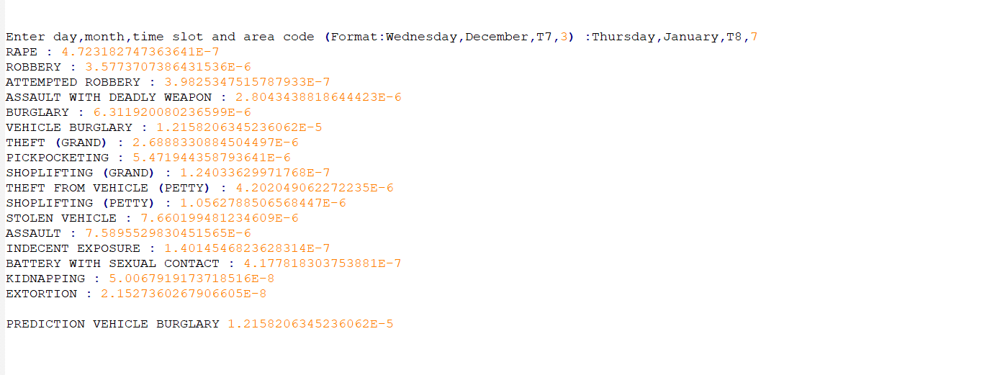 Enter day,month,time slot and area code (Format:Wednesday,December,T7,3) :Thursday,January,T8,7
RAPE : 4.723182747363641E-7
ROBBERY : 3.5773707386431536E-6
ATTEMPTED ROBBERY : 3.9825347515787933E-7
ASSAULT WITH DEADLY WEAPON : 2.8043438818644423E-6
BURGLARY : 6.311920080236599E-6
VEHICLE BURGLARY : 1.2158206345236062E-5
THEFT (GRAND) : 2.6888330884504497E-6
PICKPOCKETING : 5.471944358793641E-6
SHOPLIFTING (GRAND) : 1.24033629971768E-7
THEFT FROM VEHICLE (PETTY) : 4.202049062272235E-6
SHOPLIFTING (PETTY) : 1.0562788506568447E-6
STOLEN VEHICLE : 7.660199481234609E-6
ASSAULT : 7.5895529830451565E-6
INDECENT EXPOSURE : 1.4014546823628314E-7
BATTERY WITH SEXUAL CONTACT : 4.177818303753881E-7
KIDNAPPING : 5.0067919173718516E-8
EXTORTION : 2.1527360267906605E-8
PREDICTION VEHICLE BURGLARY 1.2158206345236062E-5